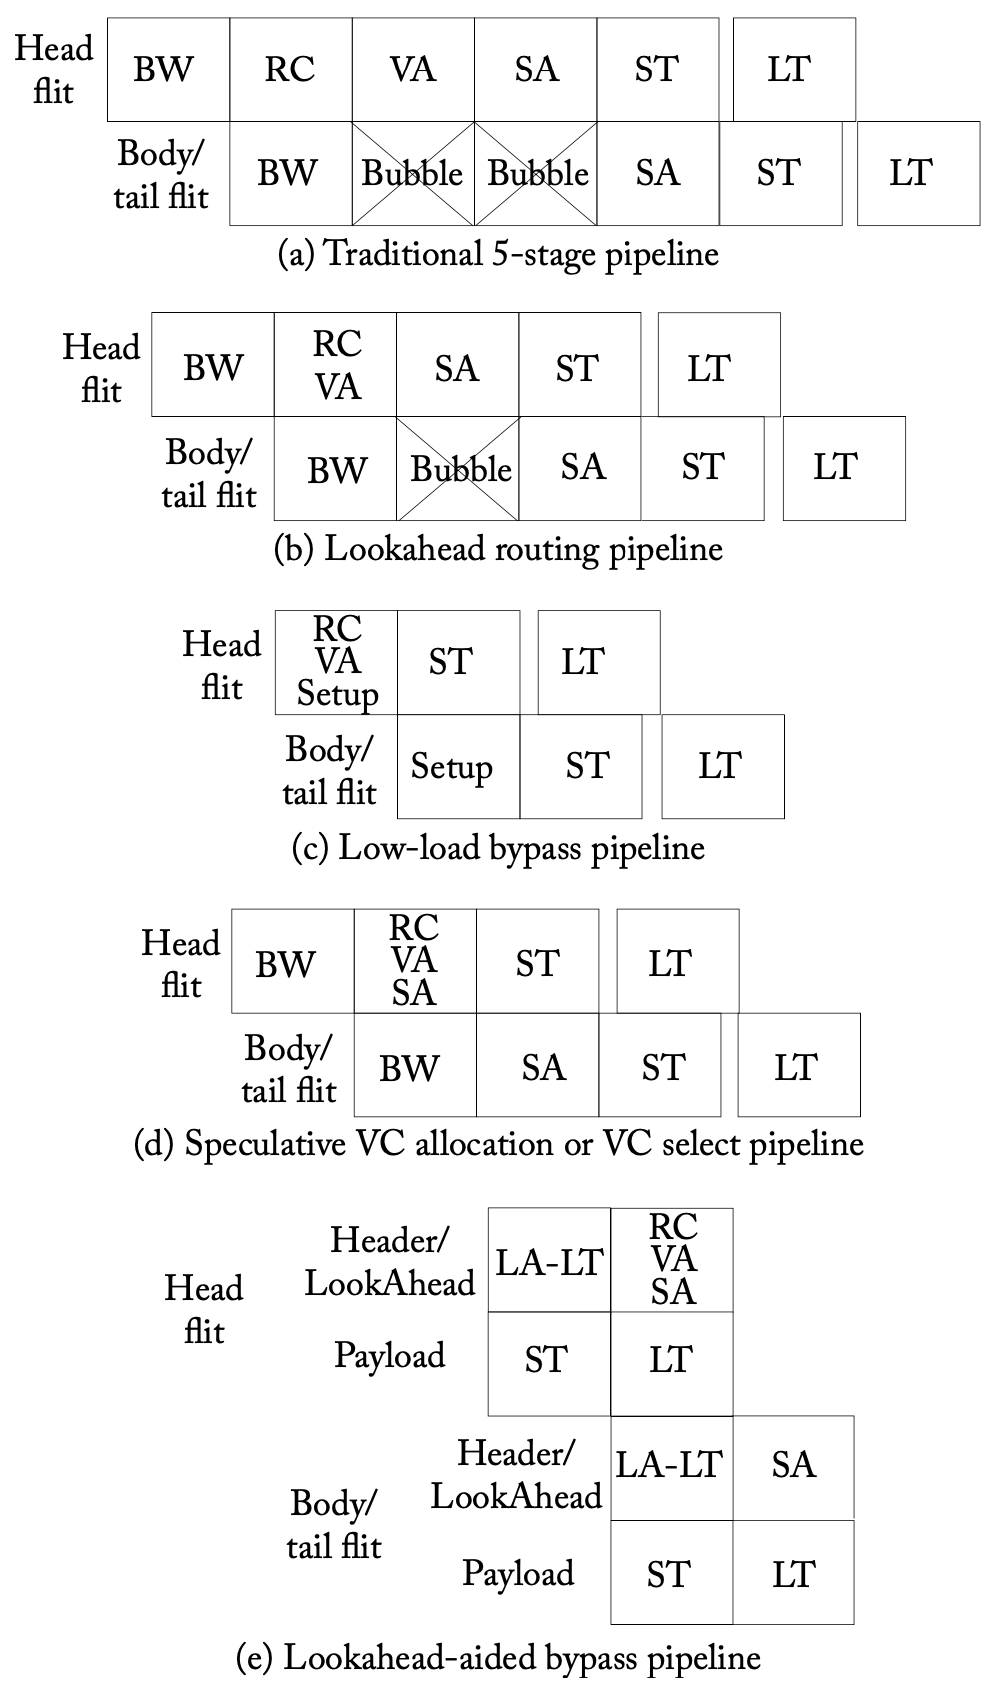 Head
flit
BW RC VA SA ST LT
Body/
tail flit
BW Bubble Bubble SA ST LT
(a) Traditional 5-stage pipeline
Head
flit
BW
RC
VA
SA ST LT
Body/
tail flit
BW Bubble SA ST LT
(b) Lookahead routing pipeline
Head
flit
RC
VA
Setup
ST LT
Body/
tail flit
Setup ST LT
(c) Low-load bypass pipeline
Head
flit
BW
RC
VA
SA
ST LT
Body/
tail flit
BW SA ST LT
(d) Speculative VC allocation or VC select pipeline
Head
flit
Header/
LookAhead
LA-LT
RC
VA
SA
Payload ST LT
Body/
tail flit
Header/
LookAhead
LA-LT SA
Payload ST LT
(e) Lookahead-aided bypass pipeline